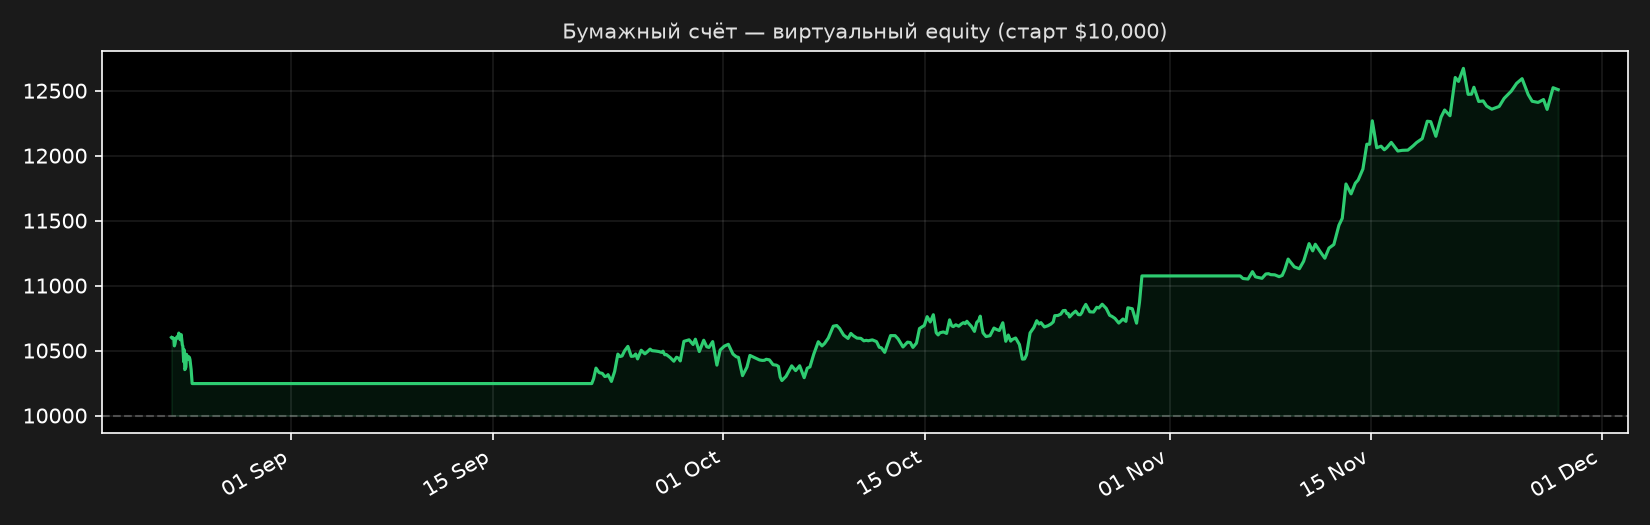 Бумажный счёт — виртуальный equity (старт $10,000)
12500
12000
11500
11000
10500
10000
01 Sep
15 Sep
01 Oct
15 Oct
01 Nov
15 Nov
01 Dec